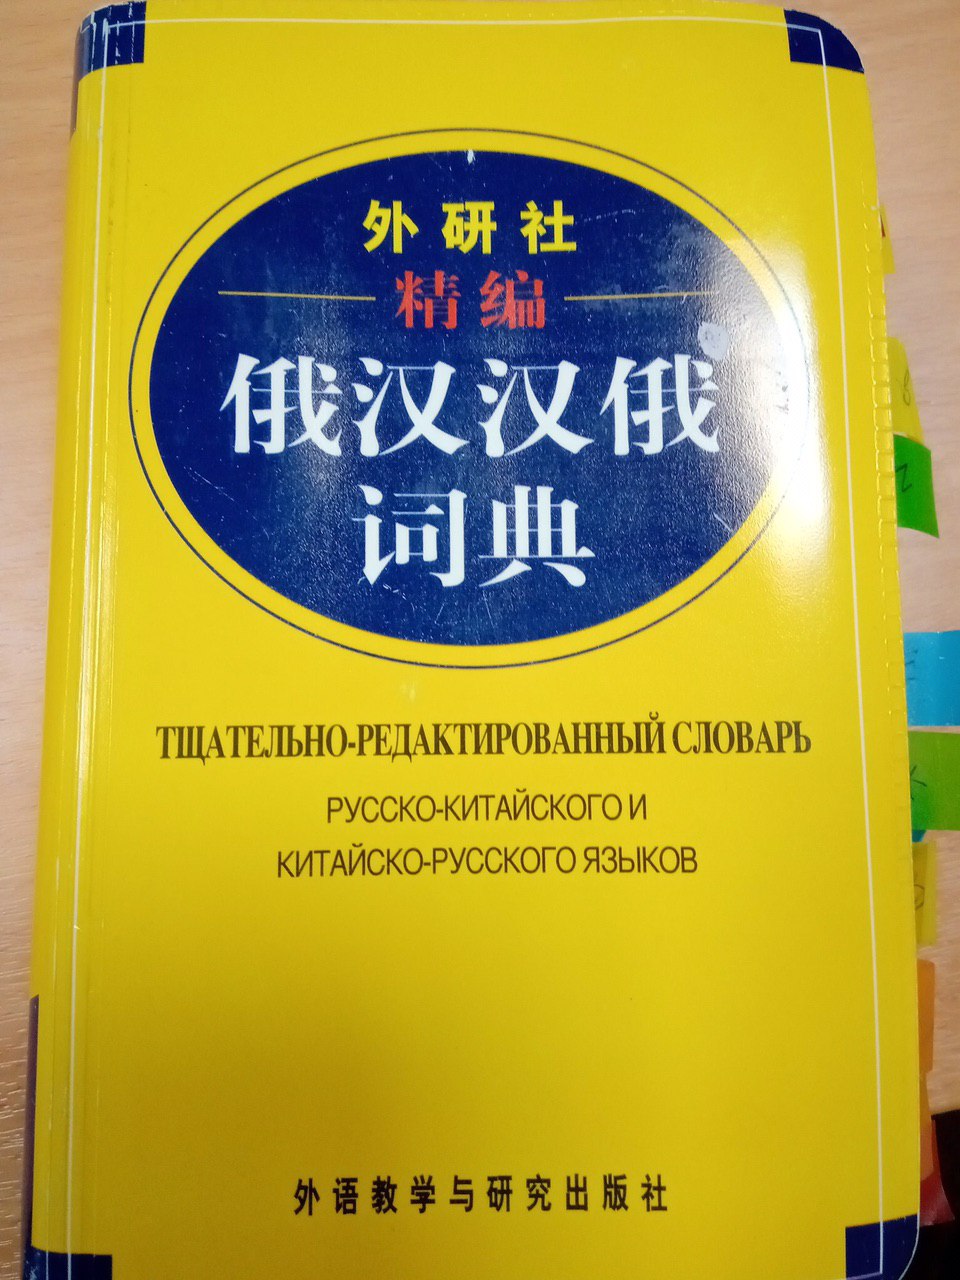 外研社
精编
俄汉汉俄
词典
ТЩАТЕЛЬНО-РЕДАКТИРОВАННЫЙ СЛОВАРЬ
РУССКО-КИТАЙСКОГО И
КИТАЙСКО-РУССКОГО ЯЗЫКОВ
外语教学与研究出版社